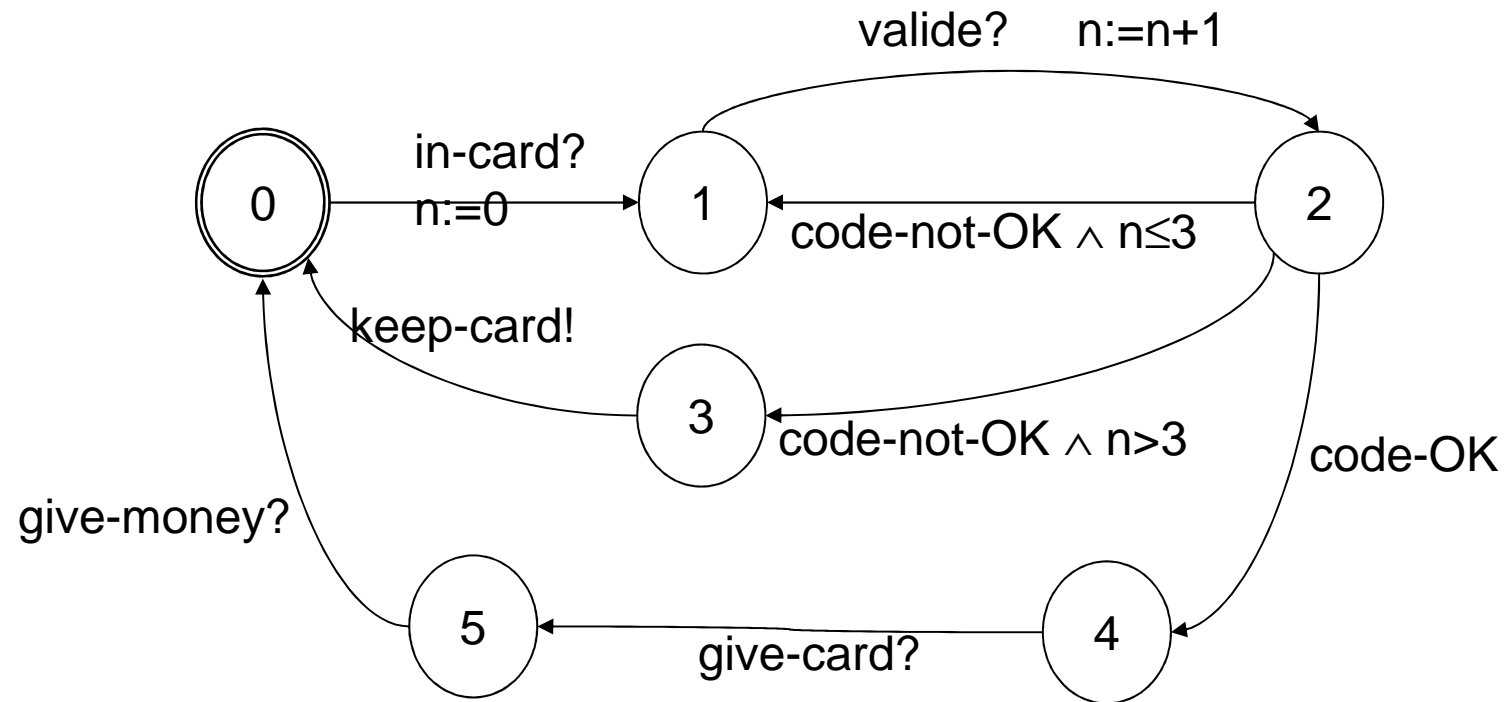 valide? n:=n+1
in-card?
n:=0
0
1
2
code-not-OK ∧ n≤3
keep-card!
3
code-not-OK ∧ n>3
code-OK
give-money?
5
4
give-card?